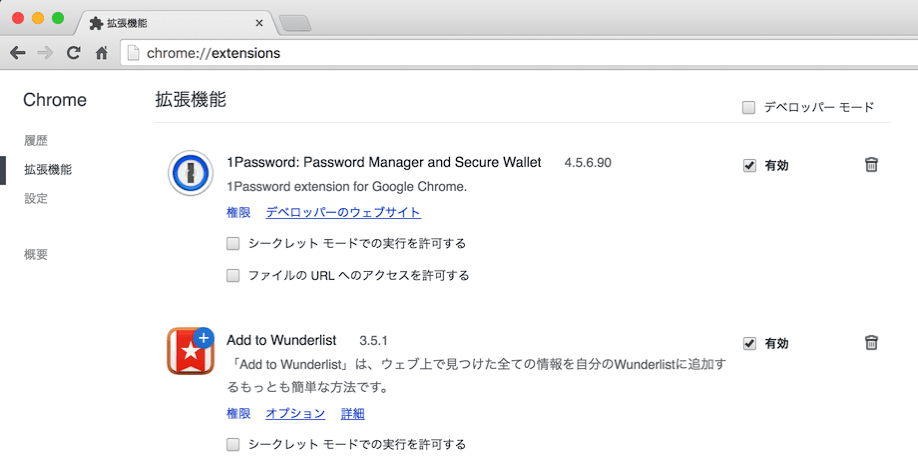 拡張機能
chrome://extensions
Chrome
拡張機能
デベロッパー モード
履歴
拡張機能
設定
概要
1Password: Password Manager and Secure Wallet 4.5.6.90
有効
1Password extension for Google Chrome.
権限 デベロッパーのウェブサイト
シークレット モードでの実行を許可する
ファイルの URL へのアクセスを許可する
Add to Wunderlist 3.5.1
有効
「Add to Wunderlist」は、ウェブ上で見つけた全ての情報を自分のWunderlistに追加す
るもっとも簡単な方法です。
権限 オプション 詳細
シークレット モードでの実行を許可する